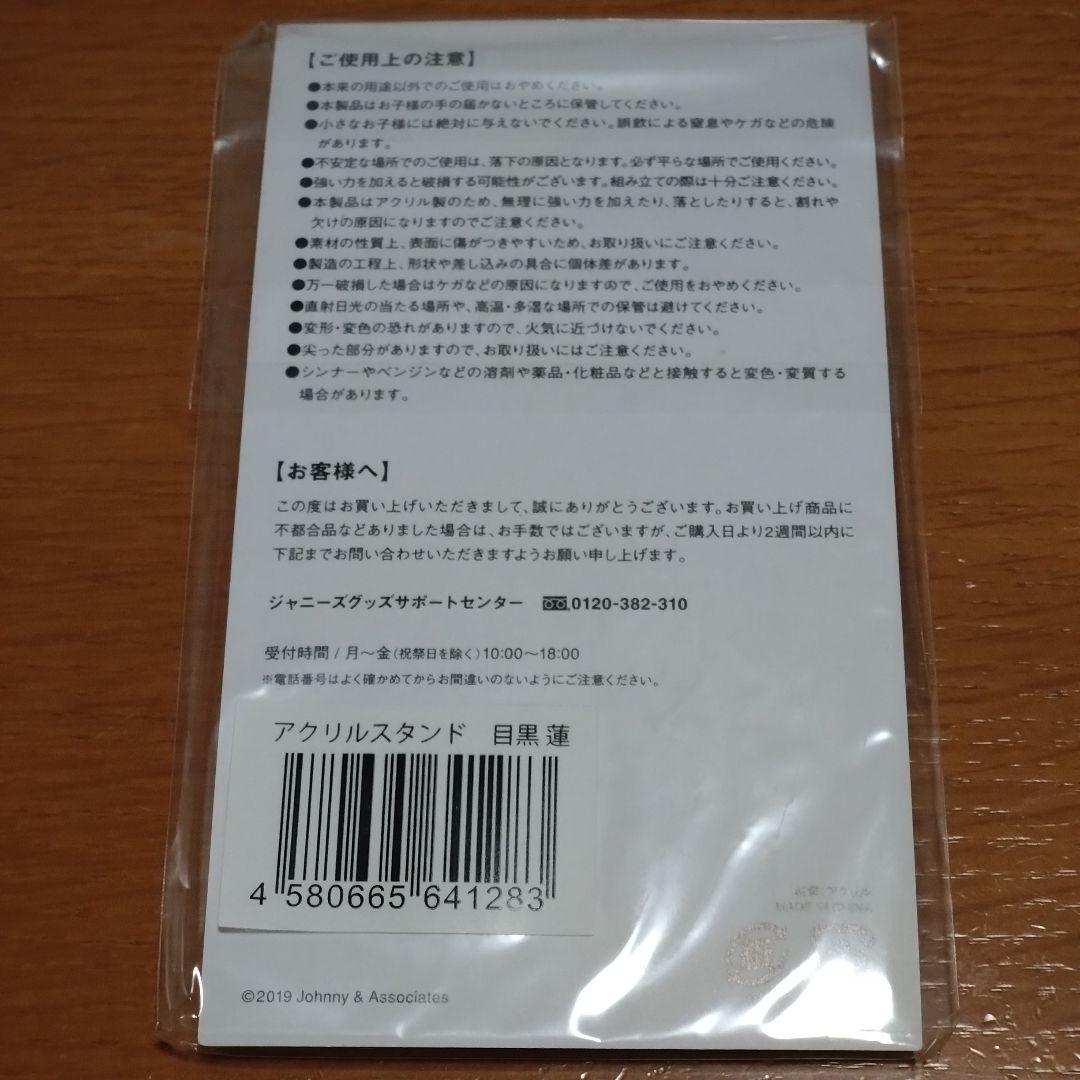 【ご使用上の注意】
●本来の用途以外でのご使用はおやめください。
●本製品はお子様の手の届かないところに保管してください。
●小さなお子様には絶対に与えないでください。誤飲による窒息やケガなどの危険
があります。
●不安定な場所でのご使用は、落下の原因となります。必ず平らな場所でご使用ください。
●強い力を加えると破損する可能性がございます。組み立ての際は十分ご注意ください。
●本製品はアクリル製のため、無理に強い力を加えたり、落としたりすると、割れや
欠けの原因になりますのでご注意ください。
●素材の性質上、表面に傷がつきやすいため、お取り扱いにご注意ください。
●製造の工程上、形状や差し込みの具合に個体差があります。
●万一破損した場合はケガなどの原因になりますので、ご使用をおやめください。
●直射日光の当たる場所や、高温・多湿な場所での保管は避けてください。
●変形・変色の恐れがありますので、火気に近づけないでください。
●尖った部分がありますので、お取り扱いにはご注意ください。
●シンナーやベンジンなどの溶剤や薬品・化粧品などと接触すると変色・変質する
場合があります。
【お客様へ】
この度はお買い上げいただきまして、誠にありがとうございます。お買い上げ商品に
不都合品などありました場合は、お手数ではございますが、ご購入日より2週間以内に
下記までお問い合わせいただきますようお願い申し上げます。
ジャニーズグッズサポートセンター 0120-382-310
受付時間 / 月〜金(祝祭日を除く)10:00〜18:00
※電話番号はよく確かめてからお間違いのないようにご注意ください。
アクリルスタンド 目黒 蓮
4 580665 641283
アクリル
MADE IN CHINA
©2019 Johnny & Associates